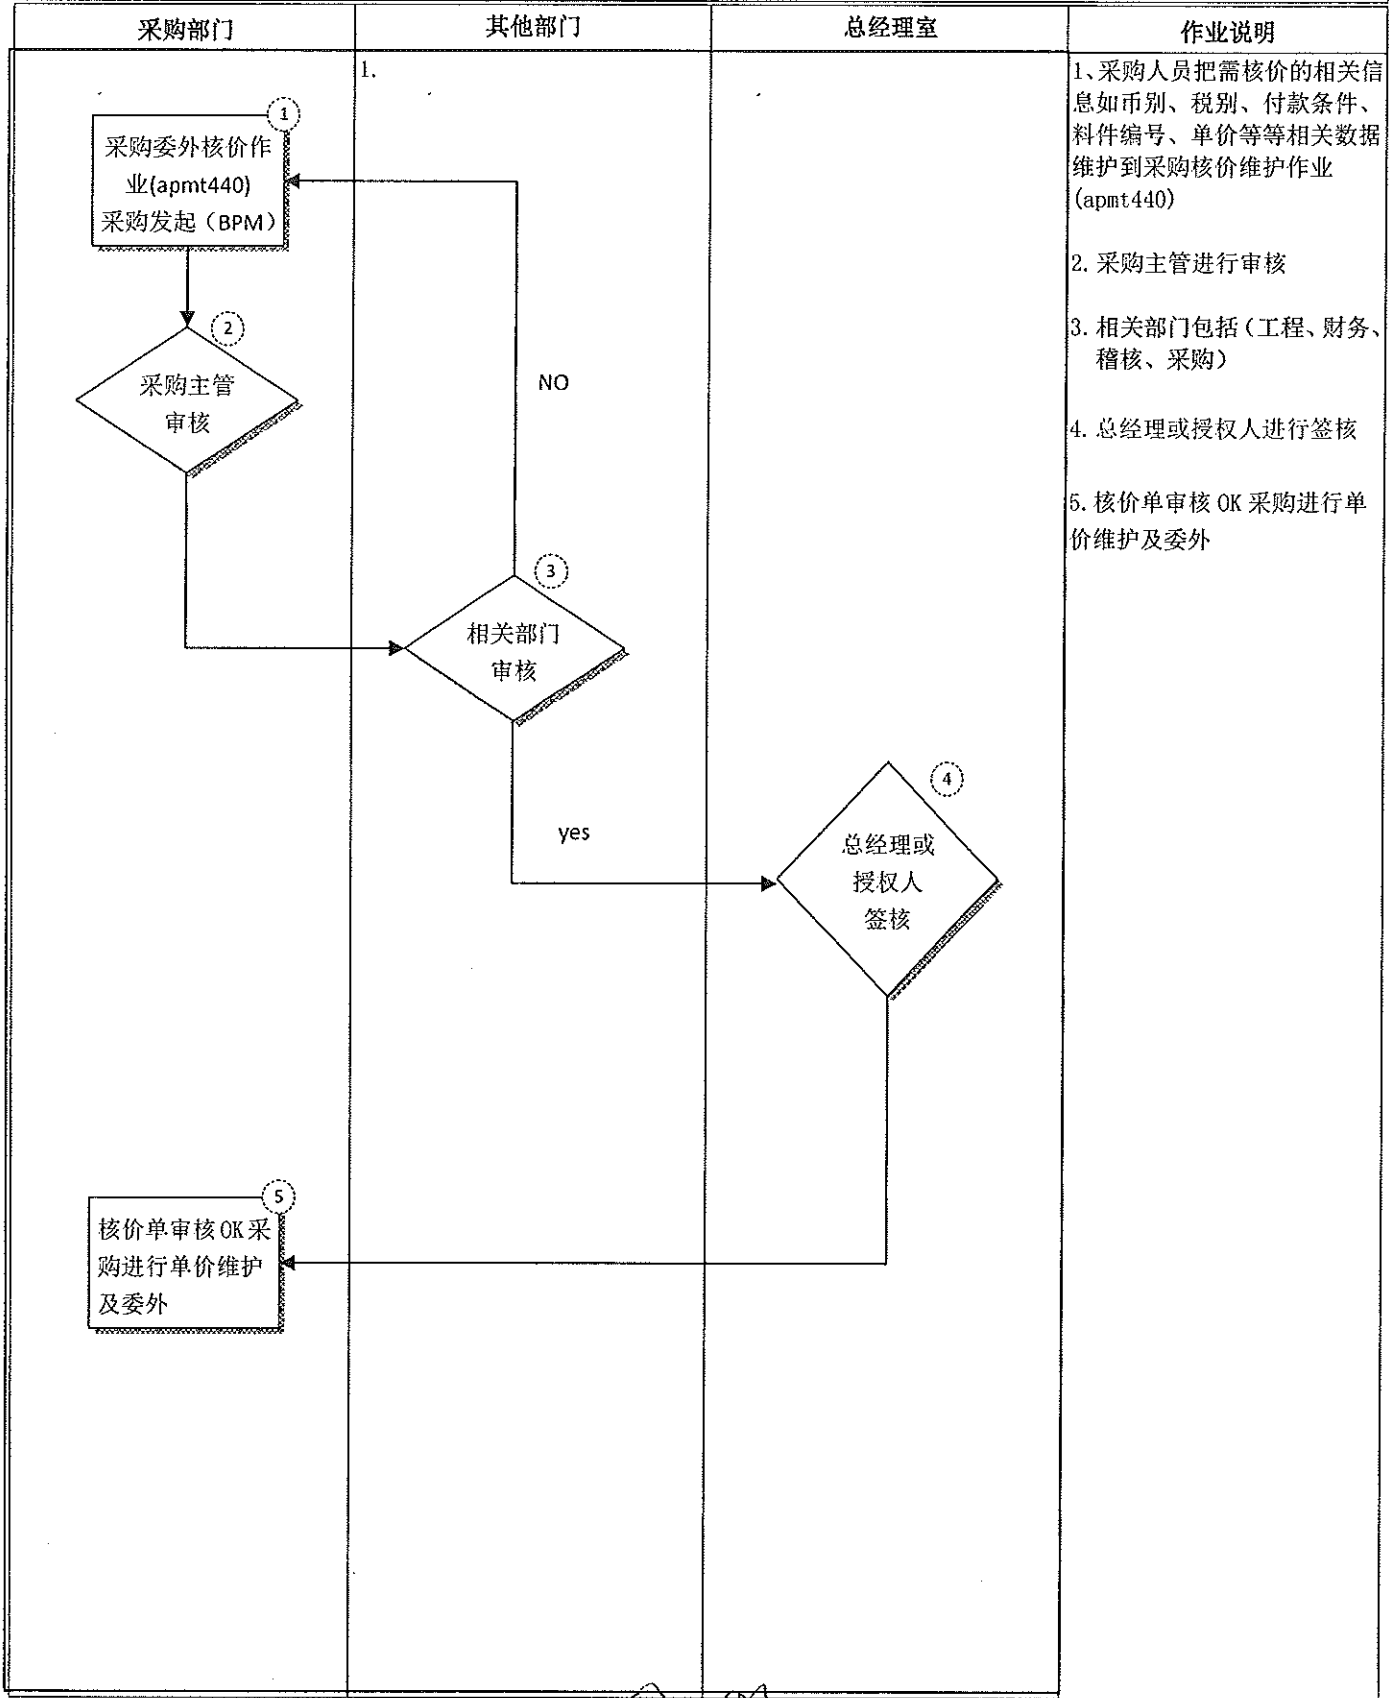 采购部门
其他部门
总经理室
作业说明
1.
1
采购委外核价作
业(apmt440)
采购发起（BPM）
2
采购主管
审核
NO
3
相关部门
审核
yes
4
总经理或
授权人
签核
5
核价单审核OK采
购进行单价维护
及委外
1、采购人员把需核价的相关信
息如币别、税别、付款条件、
料件编号、单价等等相关数据
维护到采购核价维护作业
(apmt440)
2. 采购主管进行审核
3. 相关部门包括（工程、财务、
稽核、采购）
4. 总经理或授权人进行签核
5. 核价单审核 OK 采购进行单
价维护及委外